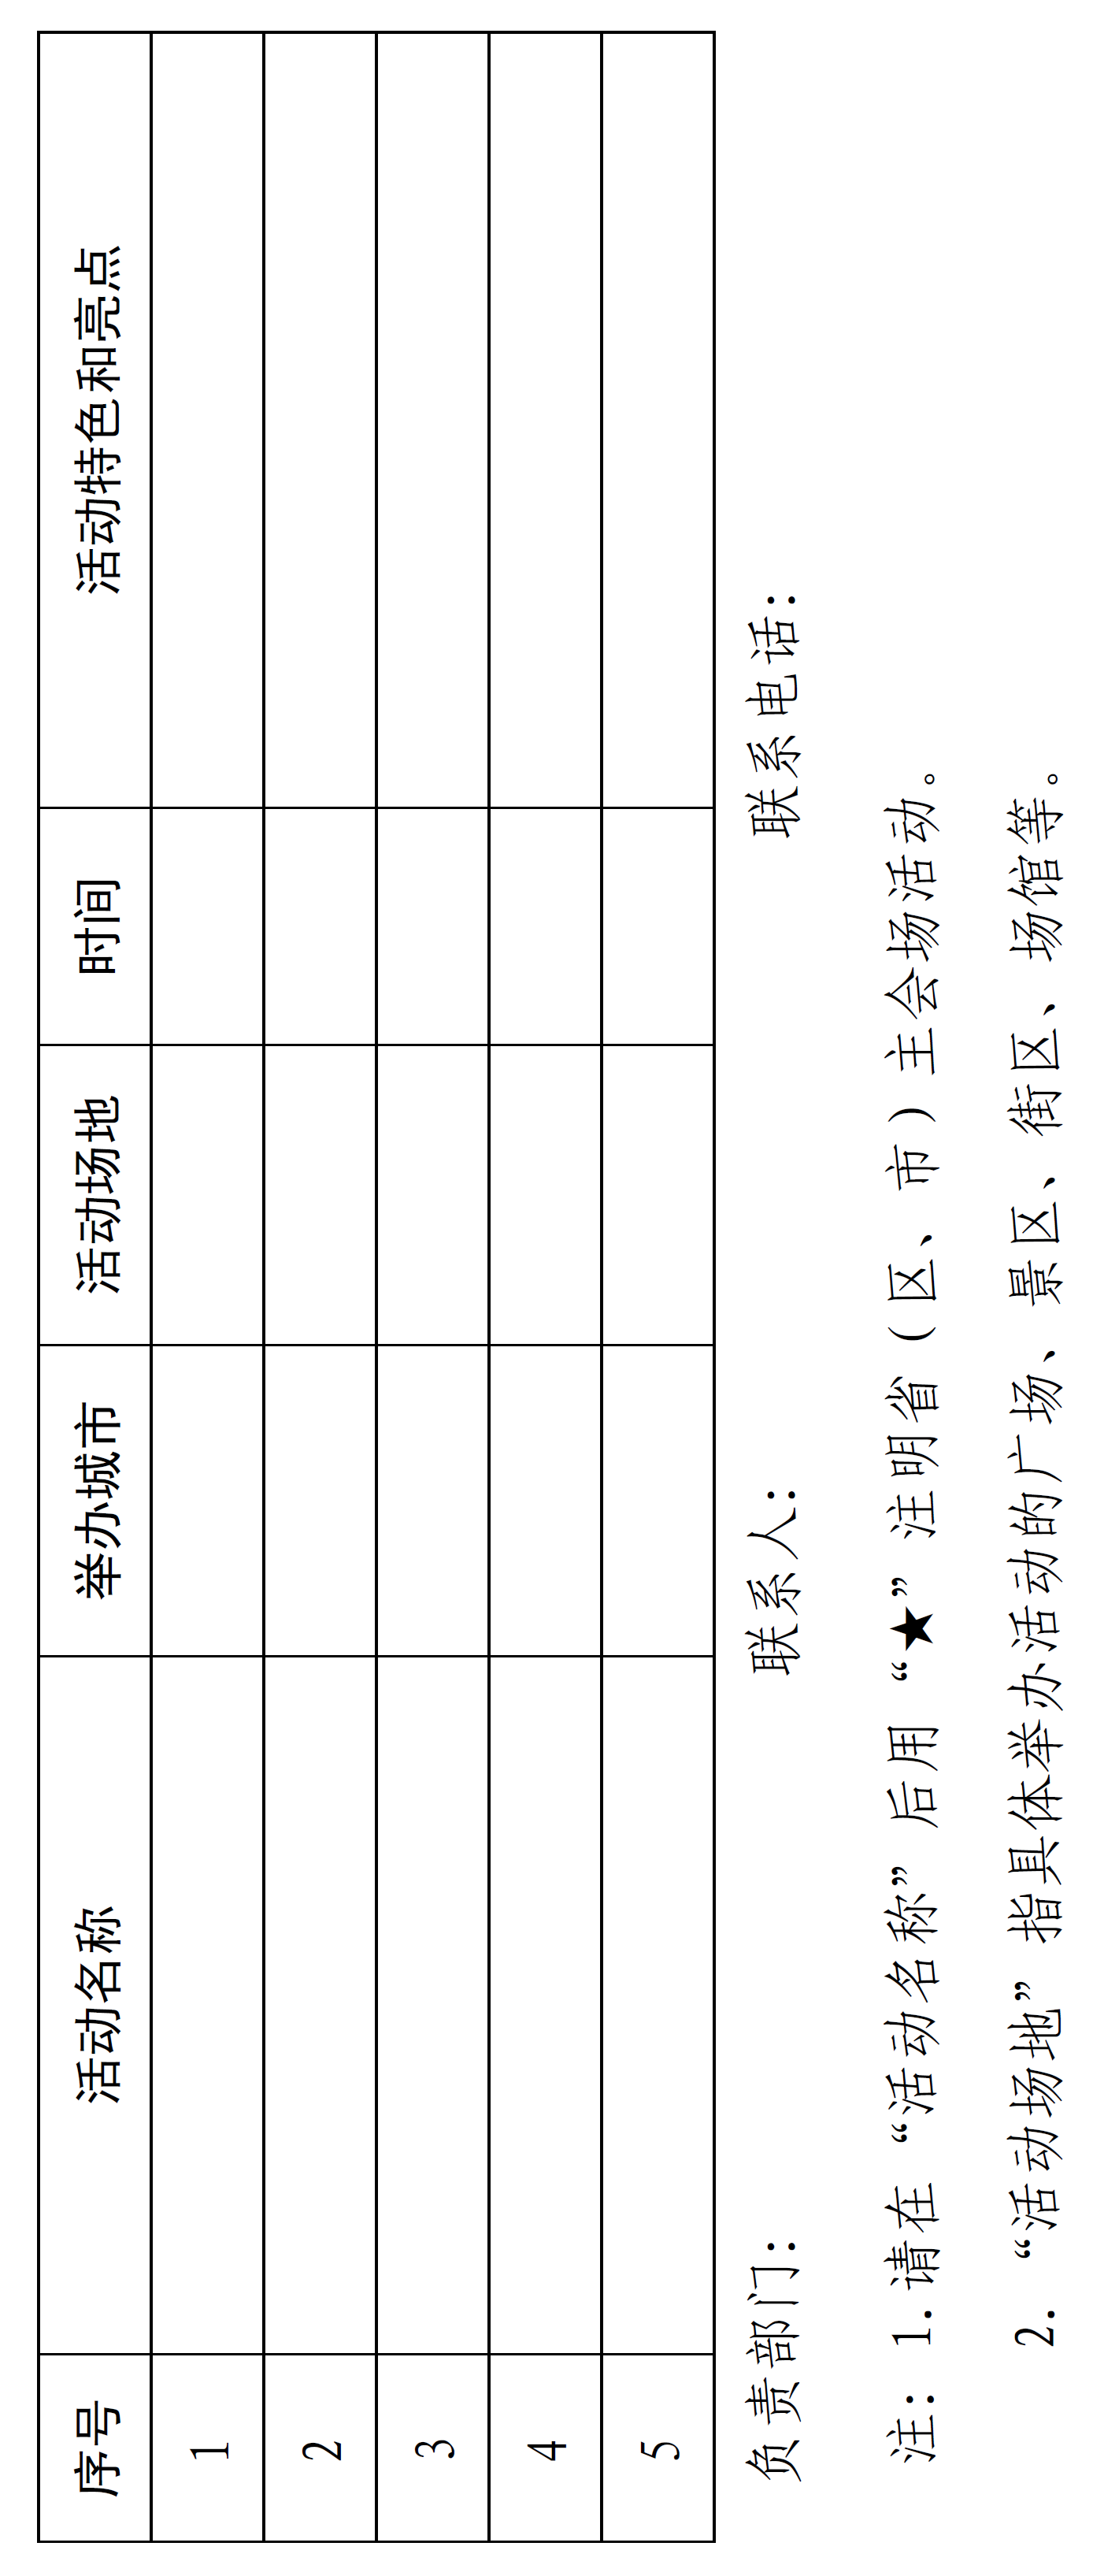 序号 活动名称 举办城市 活动场地 时间 活动特色和亮点
1
2
3
4
5
负责部门： 联系人： 联系电话：
注：1.请在“活动名称”后用“★”注明省（区、市）主会场活动。
2.“活动场地”指具体举办活动的广场、景区、街区、场馆等。